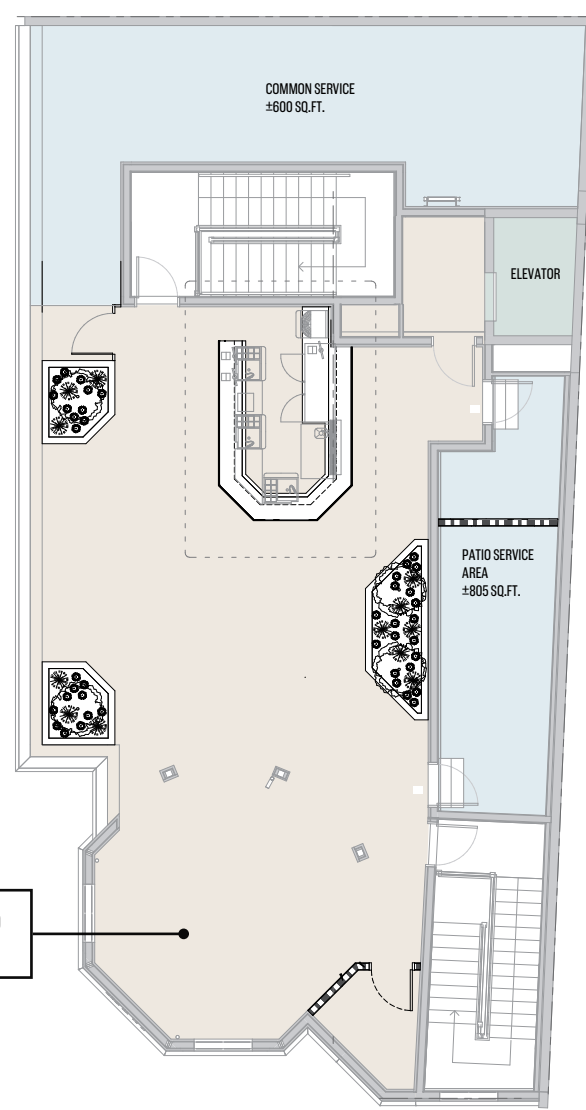 COMMON SERVICE
±600 SQ.FT.
ELEVATOR
PATIO SERVICE
AREA
±805 SQ.FT.